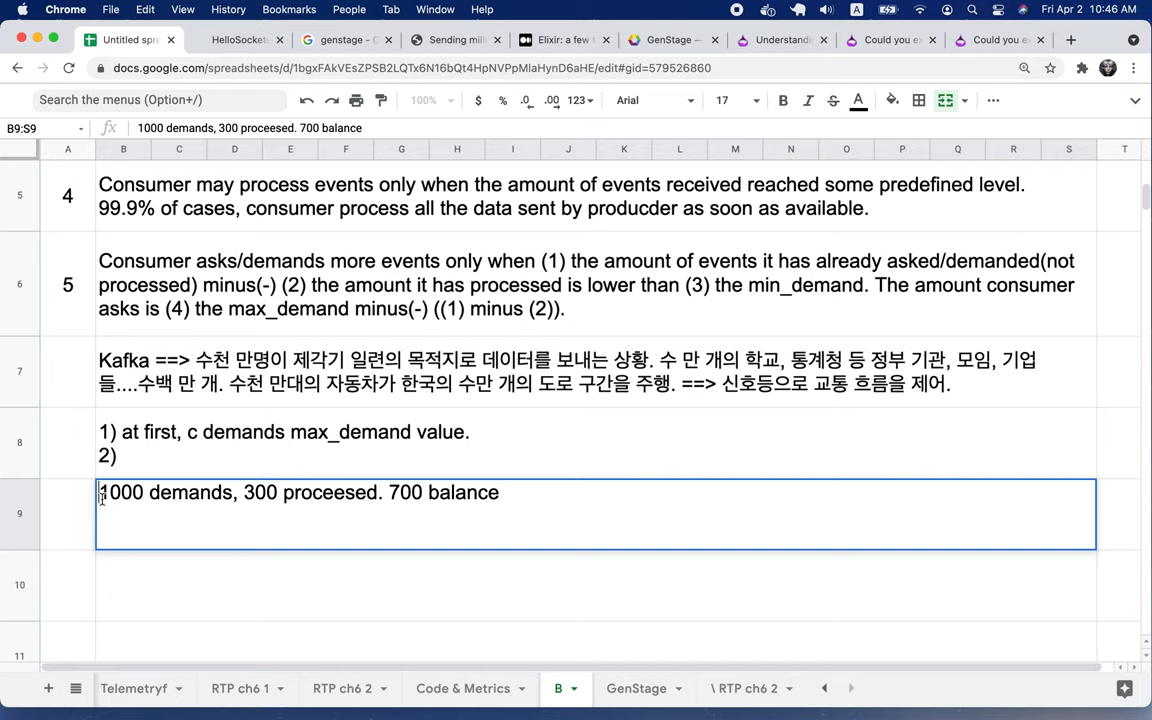 Chrome File Edit View History Bookmarks People Tab Window Help A Fri Apr 2 10:46 AM
Untitled spre HelloSocket genstage - G Sending mill Elixir: a few t GenStage — Understandi Could you ex Could you ex
docs.google.com/spreadsheets/d/1bgxFAkVEsZPSB2LQTx6N16bQt4HpNVPpMlaHynD6aHE/edit#gid=579526860
Search the menus (Option+/) 100% $ % .0 .00 123 Arial 17 B I S A
B9:S9 fx 1000 demands, 300 proceesed. 700 balance
A B C D E F G H I J K L M N O P Q R S T
5 4 Consumer may process events only when the amount of events received reached some predefined level.
99.9% of cases, consumer process all the data sent by producder as soon as available.
6 5 Consumer asks/demands more events only when (1) the amount of events it has already asked/demanded(not
processed) minus(-) (2) the amount it has processed is lower than (3) the min_demand. The amount consumer
asks is (4) the max_demand minus(-) ((1) minus (2)).
7 Kafka ==> 수천 만명이 제각기 일련의 목적지로 데이터를 보내는 상황. 수 만 개의 학교, 통계청 등 정부 기관, 모임, 기업
들....수백 만 개. 수천 만대의 자동차가 한국의 수만 개의 도로 구간을 주행. ==> 신호등으로 교통 흐름을 제어.
8 1) at first, c demands max_demand value.
2)
9 1000 demands, 300 proceesed. 700 balance
10
11
Telemetryf RTP ch6 1 RTP ch6 2 Code & Metrics B GenStage \ RTP ch6 2